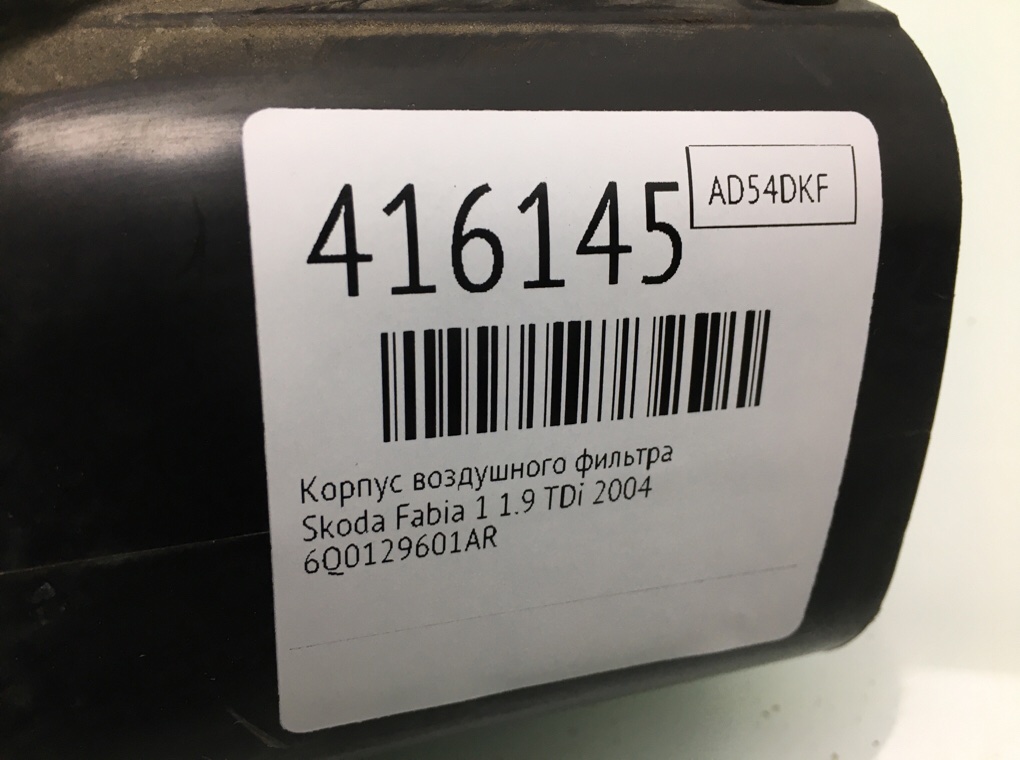 416145
AD54DKF
Корпус воздушного фильтра
Skoda Fabia 1 1.9 TDi 2004
6Q0129601AR